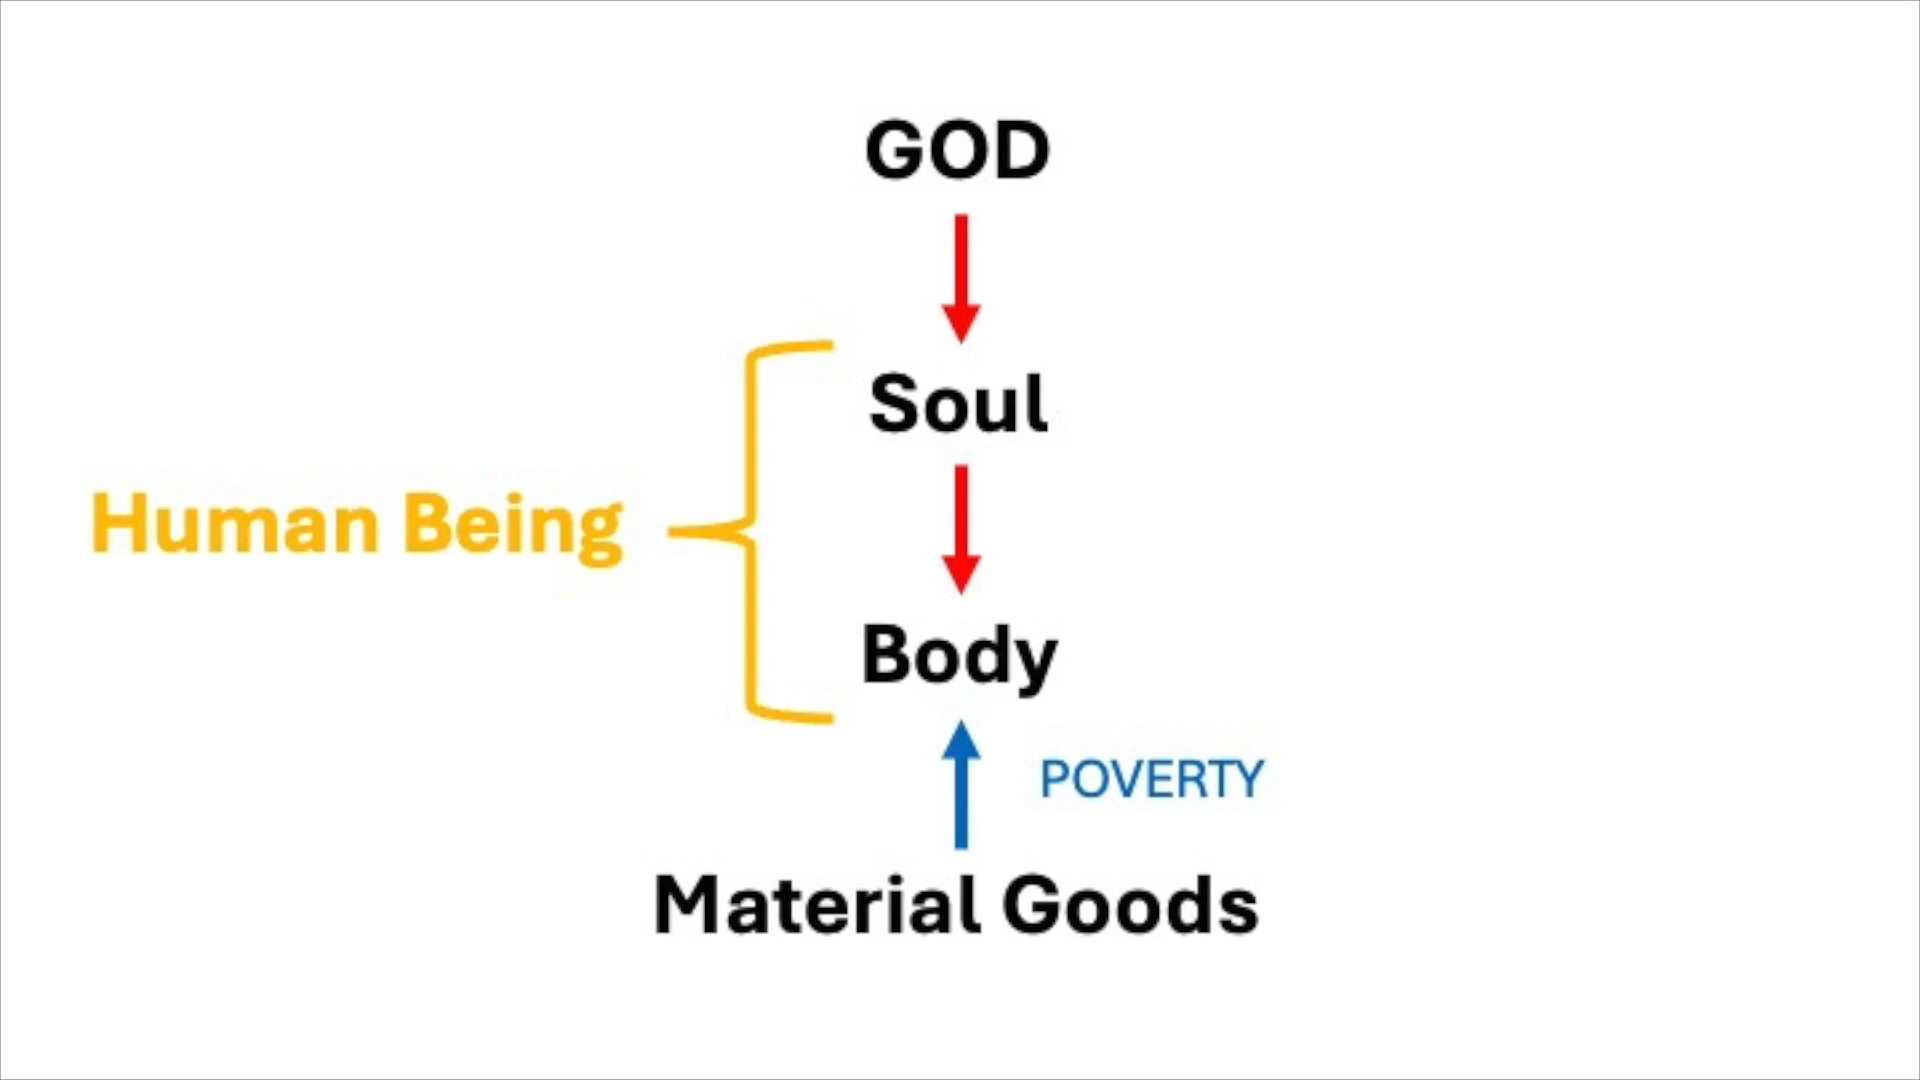 GOD
Soul
Human Being
Body
POVERTY
Material Goods